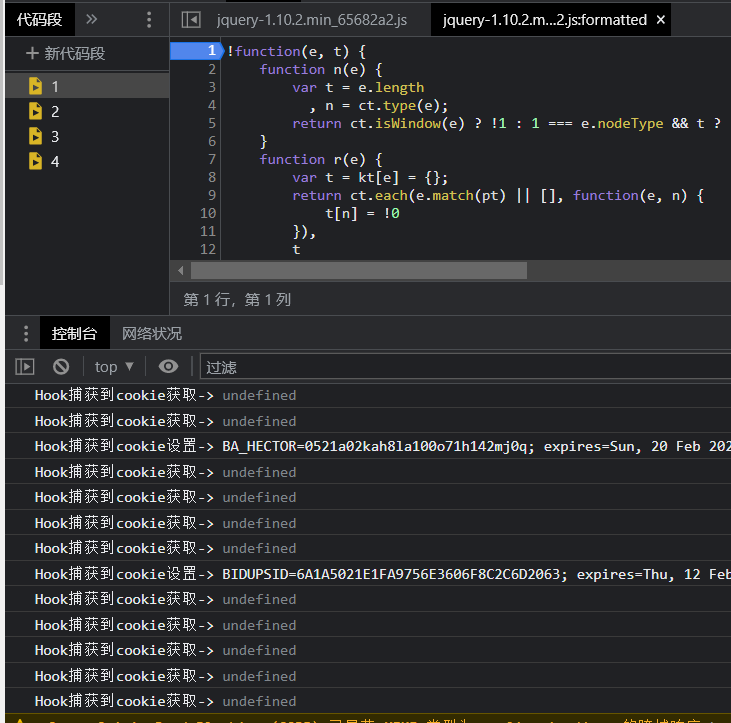 代码段 »
jquery-1.10.2.min_65682a2.js
jquery-1.10.2.m...2.js:formatted ×
+ 新代码段
1
2
3
4
1 !function(e, t) {
2 function n(e) {
3 var t = e.length
4 , n = ct.type(e);
5 return ct.isWindow(e) ? !1 : 1 === e.nodeType && t ?
6 }
7 function r(e) {
8 var t = kt[e] = {};
9 return ct.each(e.match(pt) || [], function(e, n) {
10 t[n] = !0
11 }),
12 t
第 1 行，第 1 列
控制台 网络状况
top ▼ 过滤
Hook捕获到cookie获取-> undefined
Hook捕获到cookie获取-> undefined
Hook捕获到cookie设置-> BA_HECTOR=0521a02kah8la100o71h142mj0q; expires=Sun, 20 Feb 202
Hook捕获到cookie获取-> undefined
Hook捕获到cookie获取-> undefined
Hook捕获到cookie获取-> undefined
Hook捕获到cookie获取-> undefined
Hook捕获到cookie设置-> BIDUPSID=6A1A5021E1FA9756E3606F8C2C6D2063; expires=Thu, 12 Feb
Hook捕获到cookie获取-> undefined
Hook捕获到cookie获取-> undefined
Hook捕获到cookie获取-> undefined
Hook捕获到cookie获取-> undefined
Hook捕获到cookie获取-> undefined